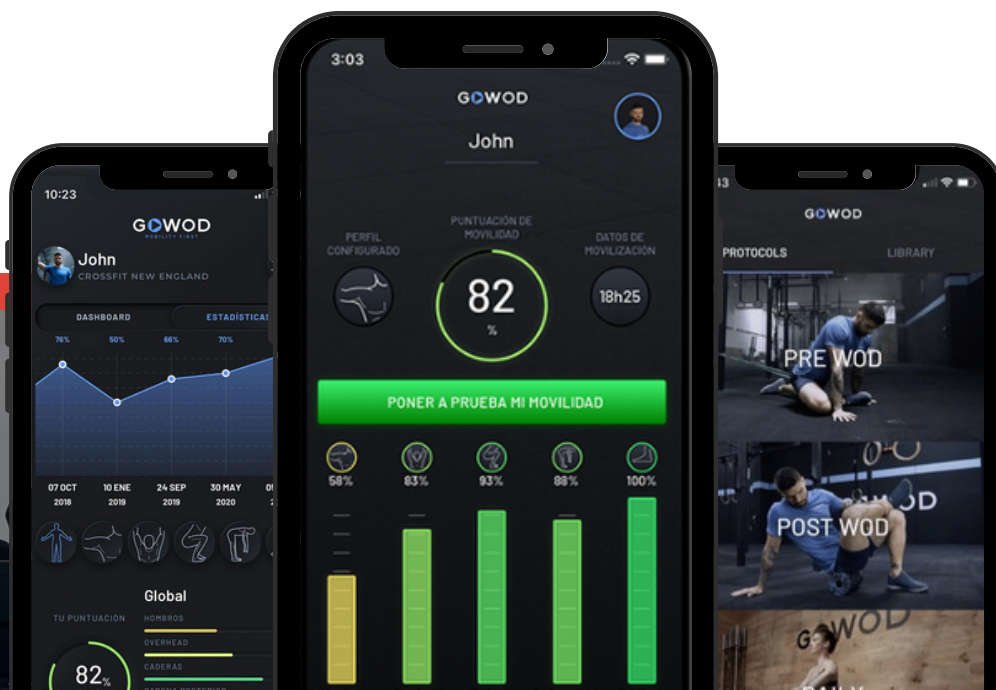 10:23
GOWOD
MOBILITY FIRST
John
CROSSFIT NEW ENGLAND
DASHBOARD
ESTADÍSTICAS
76%
50%
66%
70%
07 OCT
2018
10 ENE
2019
24 SEP
2019
30 MAY
2020
Global
TU PUNTUACIÓN
82%
HOMBROS
OVERHEAD
CADERAS
3:03
GOWOD
John
PERFIL
CONFIGURADO
PUNTUACIÓN DE
MOVILIDAD
82
%
DATOS DE
MOVILIZACIÓN
18h25
PONER A PRUEBA MI MOVILIDAD
58%
83%
93%
88%
100%
GOWOD
PROTOCOLS
LIBRARY
PRE WOD
POST WOD
GOWOD